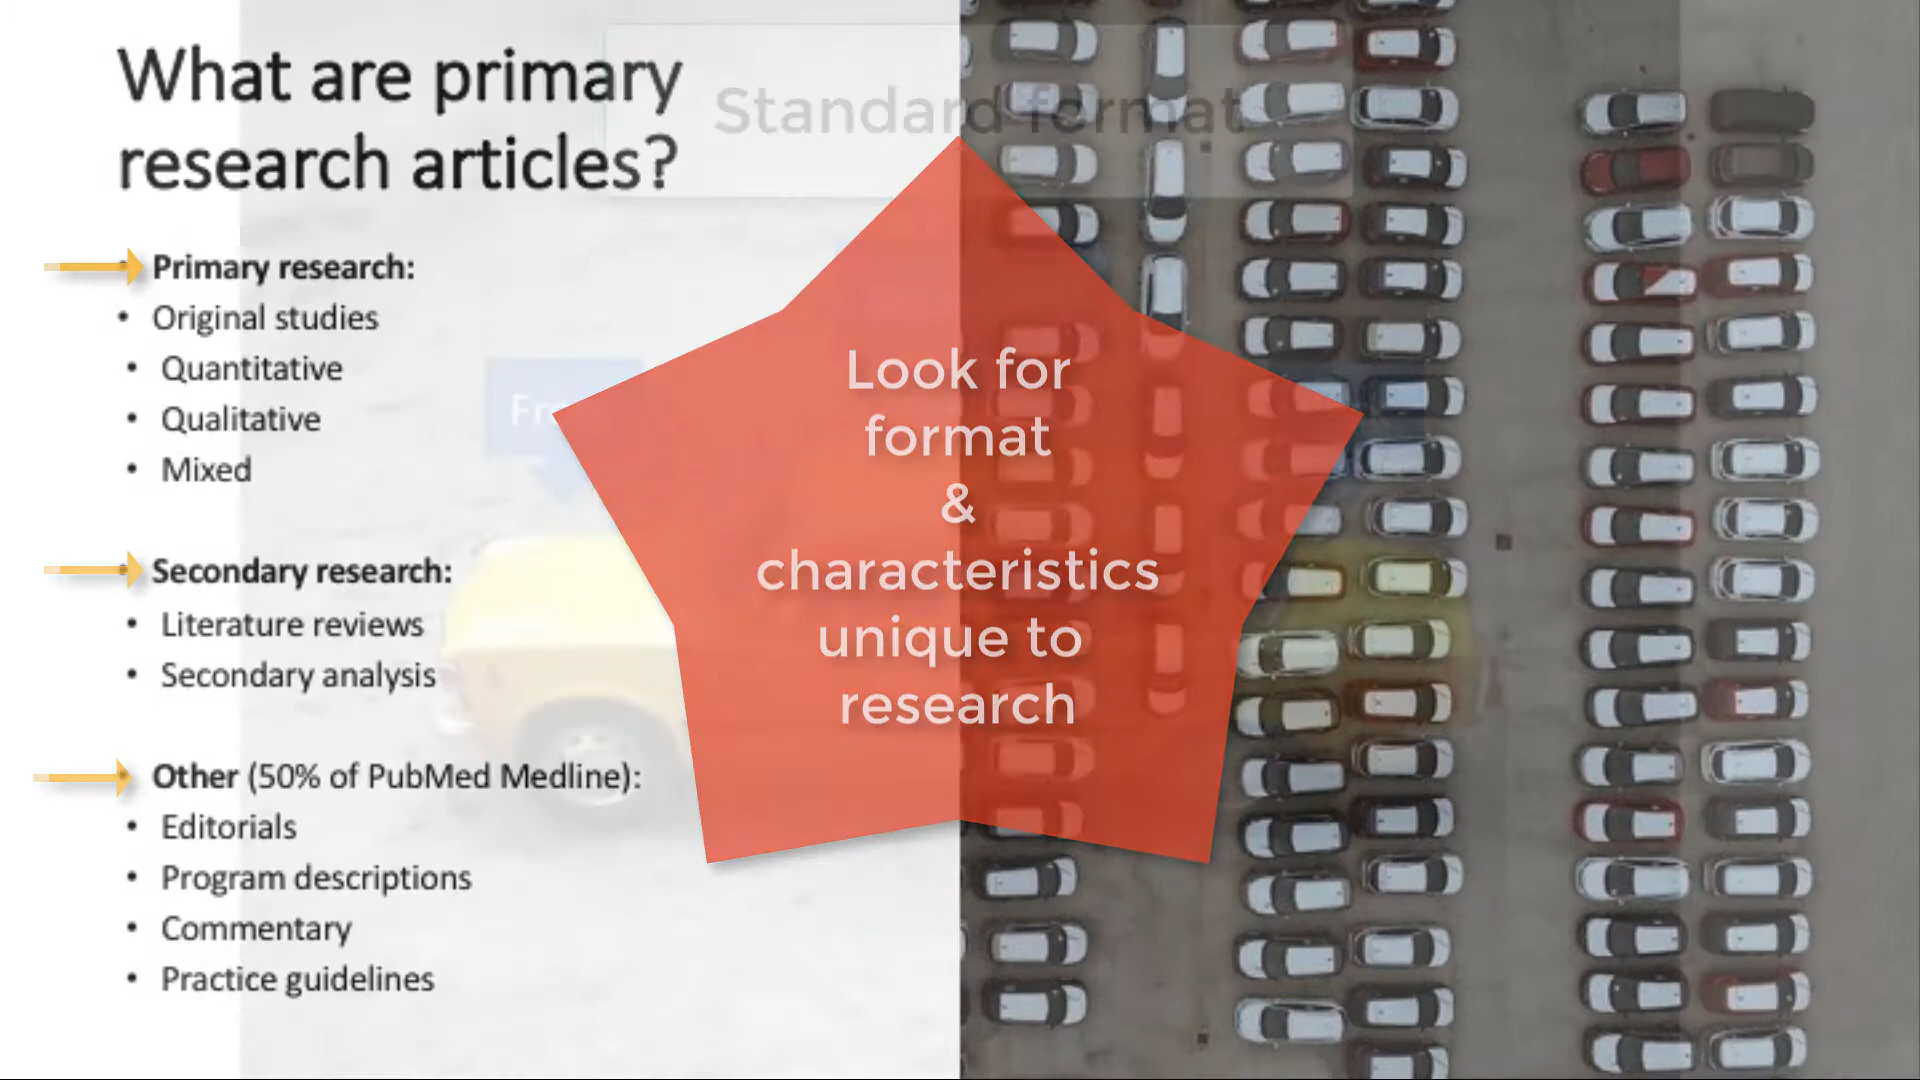 What are primary
research articles?
Standard format
• Primary research:
• Original studies
• Quantitative
• Qualitative
• Mixed
• Secondary research:
• Literature reviews
• Secondary analysis
• Other (50% of PubMed Medline):
• Editorials
• Program descriptions
• Commentary
• Practice guidelines
Look for
format
&
characteristics
unique to
research